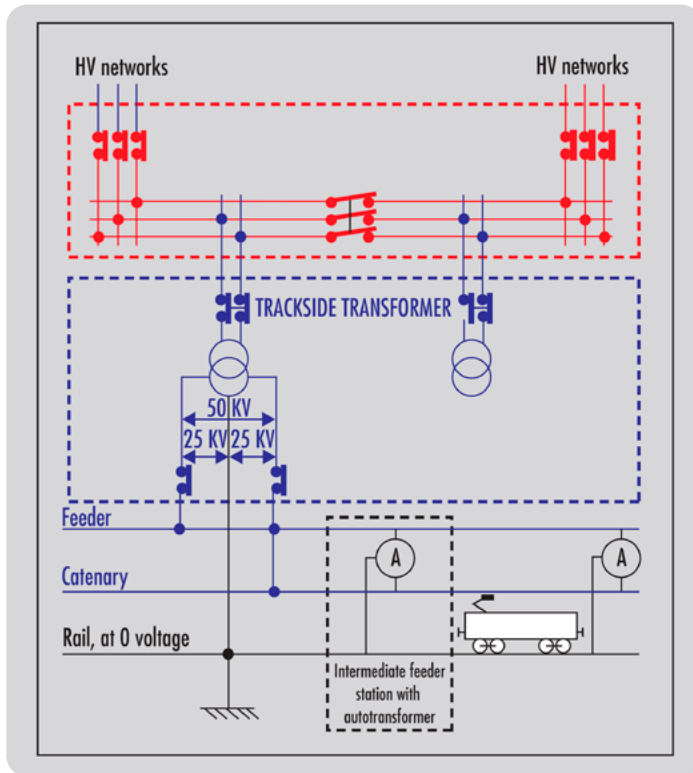 HV networks
HV networks
TRACKSIDE TRANSFORMER
50 KV
25 KV
25 KV
Feeder
A
A
Catenary
Rail, at 0 voltage
Intermediate feeder
station with
autotransformer